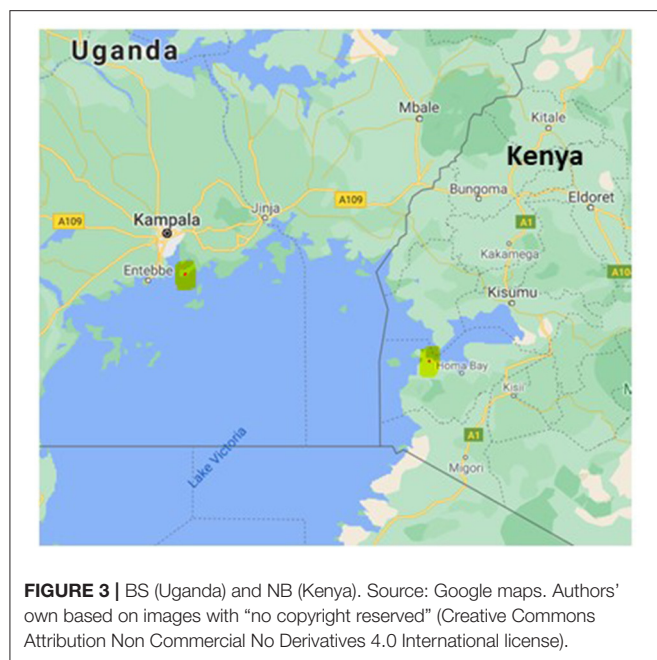 Uganda
Mbale
Kitale
Kenya
Bungoma
Eldoret
A109
Jinja
A109
Kampala
A1
Kakamega
Entebbe
Kisumu
Homa Bay
Kisii
A1
Lake Victoria
Migori
FIGURE 3 | BS (Uganda) and NB (Kenya). Source: Google maps. Authors'
own based on images with “no copyright reserved” (Creative Commons
Attribution Non Commercial No Derivatives 4.0 International license).